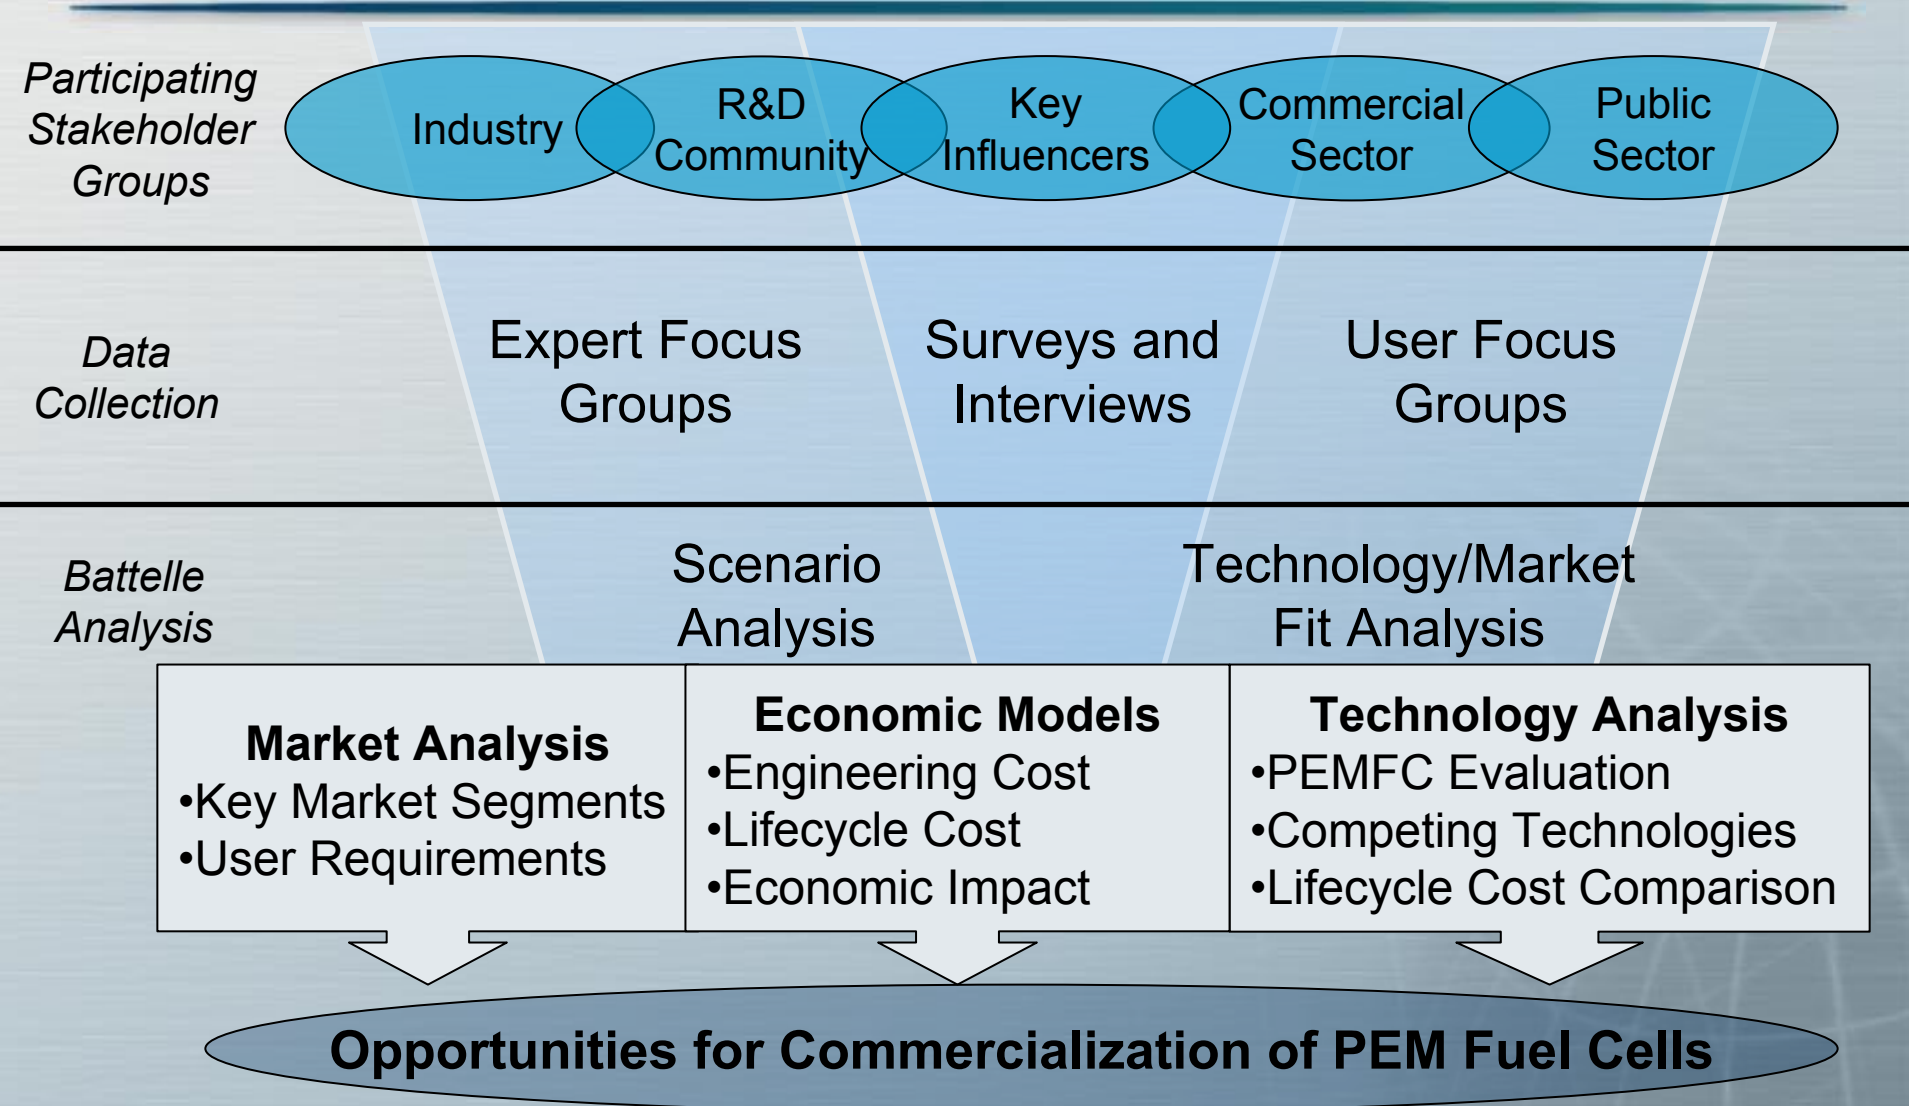 Participating
Stakeholder
Groups
Industry
R&D
Community
Key
Influencers
Commercial
Sector
Public
Sector
Data
Collection
Expert Focus
Groups
Surveys and
Interviews
User Focus
Groups
Battelle
Analysis
Scenario
Analysis
Technology/Market
Fit Analysis
Market Analysis
•Key Market Segments
•User Requirements
Economic Models
•Engineering Cost
•Lifecycle Cost
•Economic Impact
Technology Analysis
•PEMFC Evaluation
•Competing Technologies
•Lifecycle Cost Comparison
Opportunities for Commercialization of PEM Fuel Cells